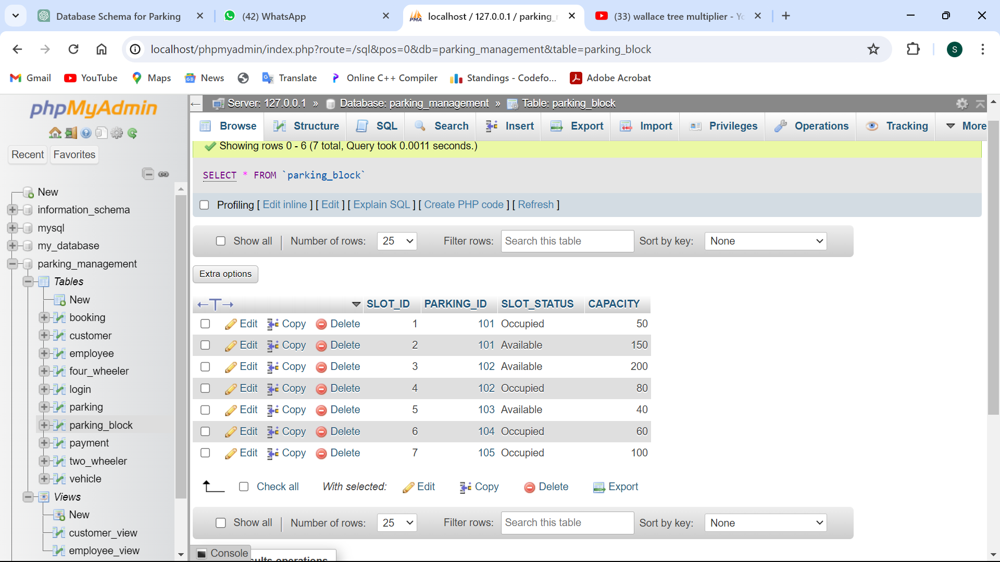 Database Schema for Parking
(42) WhatsApp
localhost / 127.0.0.1 / parking_
(33) wallace tree multiplier - Yo
localhost/phpmyadmin/index.php?route=/sql&pos=0&db=parking_management&table=parking_block
S
Gmail YouTube Maps News Translate Online C++ Compiler Standings - Codefo... Adobe Acrobat
phpMyAdmin
Recent Favorites
New
information_schema
mysql
my_database
parking_management
Tables
New
booking
customer
employee
four_wheeler
login
parking
parking_block
payment
two_wheeler
vehicle
Views
New
customer_view
employee_view
Server: 127.0.0.1 » Database: parking_management » Table: parking_block
Browse Structure SQL Search Insert Export Import Privileges Operations Tracking More
Showing rows 0 - 6 (7 total, Query took 0.0011 seconds.)
SELECT * FROM `parking_block`
Profiling [ Edit inline ] [ Edit ] [ Explain SQL ] [ Create PHP code ] [ Refresh ]
Show all Number of rows: 25 Filter rows: Search this table Sort by key: None
Extra options
SLOT_ID PARKING_ID SLOT_STATUS CAPACITY
Edit Copy Delete 1 101 Occupied 50
Edit Copy Delete 2 101 Available 150
Edit Copy Delete 3 102 Available 200
Edit Copy Delete 4 102 Occupied 80
Edit Copy Delete 5 103 Available 40
Edit Copy Delete 6 104 Occupied 60
Edit Copy Delete 7 105 Occupied 100
Check all With selected: Edit Copy Delete Export
Show all Number of rows: 25 Filter rows: Search this table Sort by key: None
Console
operations